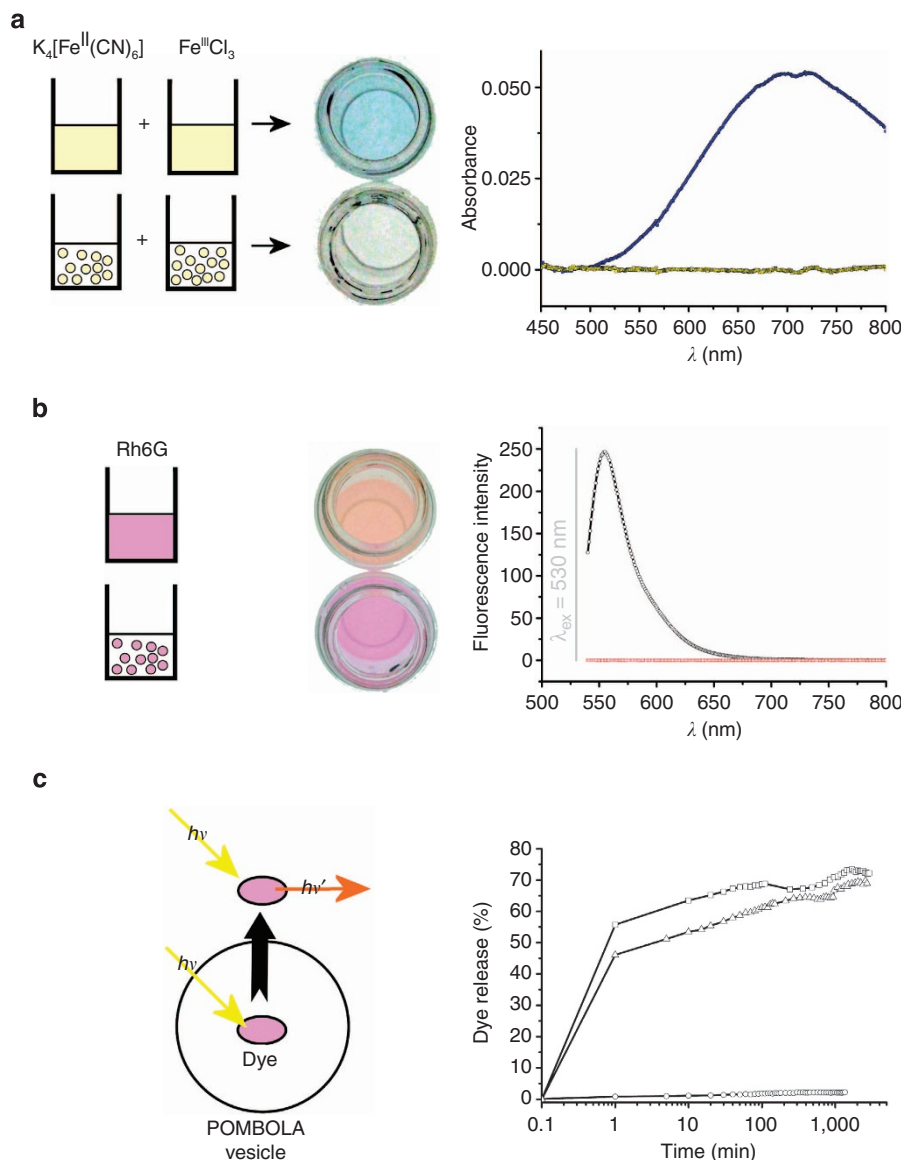 a
K₄[Feᴵᴵ(CN)₆]
FeᴵᴵᴵCl₃
+
+
Absorbance
0.050
0.025
0.000
450 500 550 600 650 700 750 800
λ (nm)
b
Rh6G
Fluorescence intensity
250
200
150
100
50
0
λex = 530 nm
500 550 600 650 700 750 800
λ (nm)
c
hν
hν′
hν
Dye
POMBOLA
vesicle
Dye release (%)
80
70
60
50
40
30
20
10
0
0.1 1 10 100 1,000
Time (min)